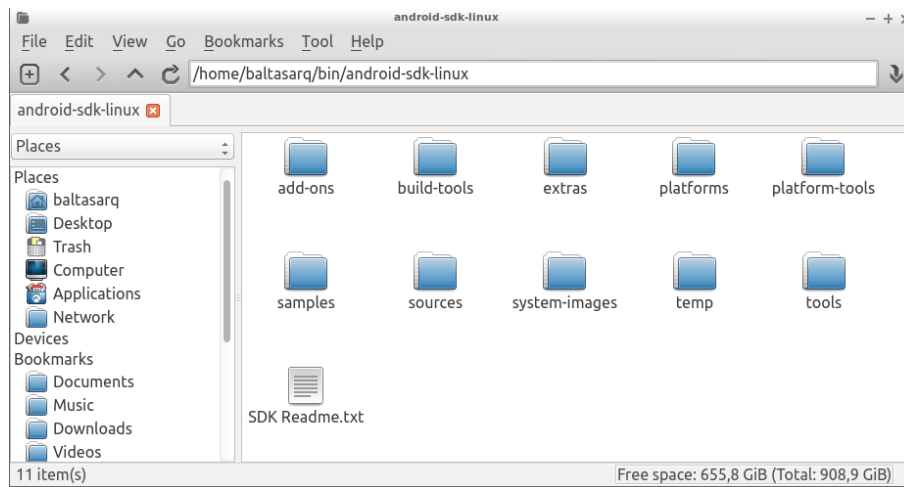 android-sdk-linux
File Edit View Go Bookmarks Tool Help
/home/baltasarq/bin/android-sdk-linux
android-sdk-linux
Places
Places
baltasarq
Desktop
Trash
Computer
Applications
Network
Devices
Bookmarks
Documents
Music
Downloads
Videos
add-ons build-tools extras platforms platform-tools
samples sources system-images temp tools
SDK Readme.txt
11 item(s) Free space: 655,8 GiB (Total: 908,9 GiB)